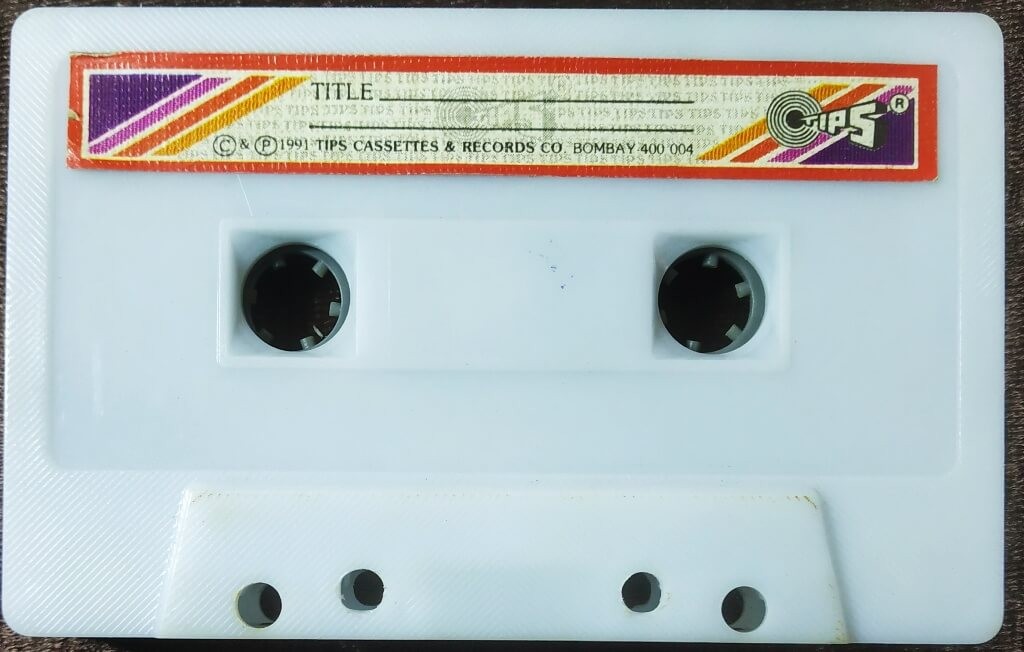 TITLE
© & ℗ 1991 TIPS CASSETTES & RECORDS CO. BOMBAY 400 004
TIPS ®